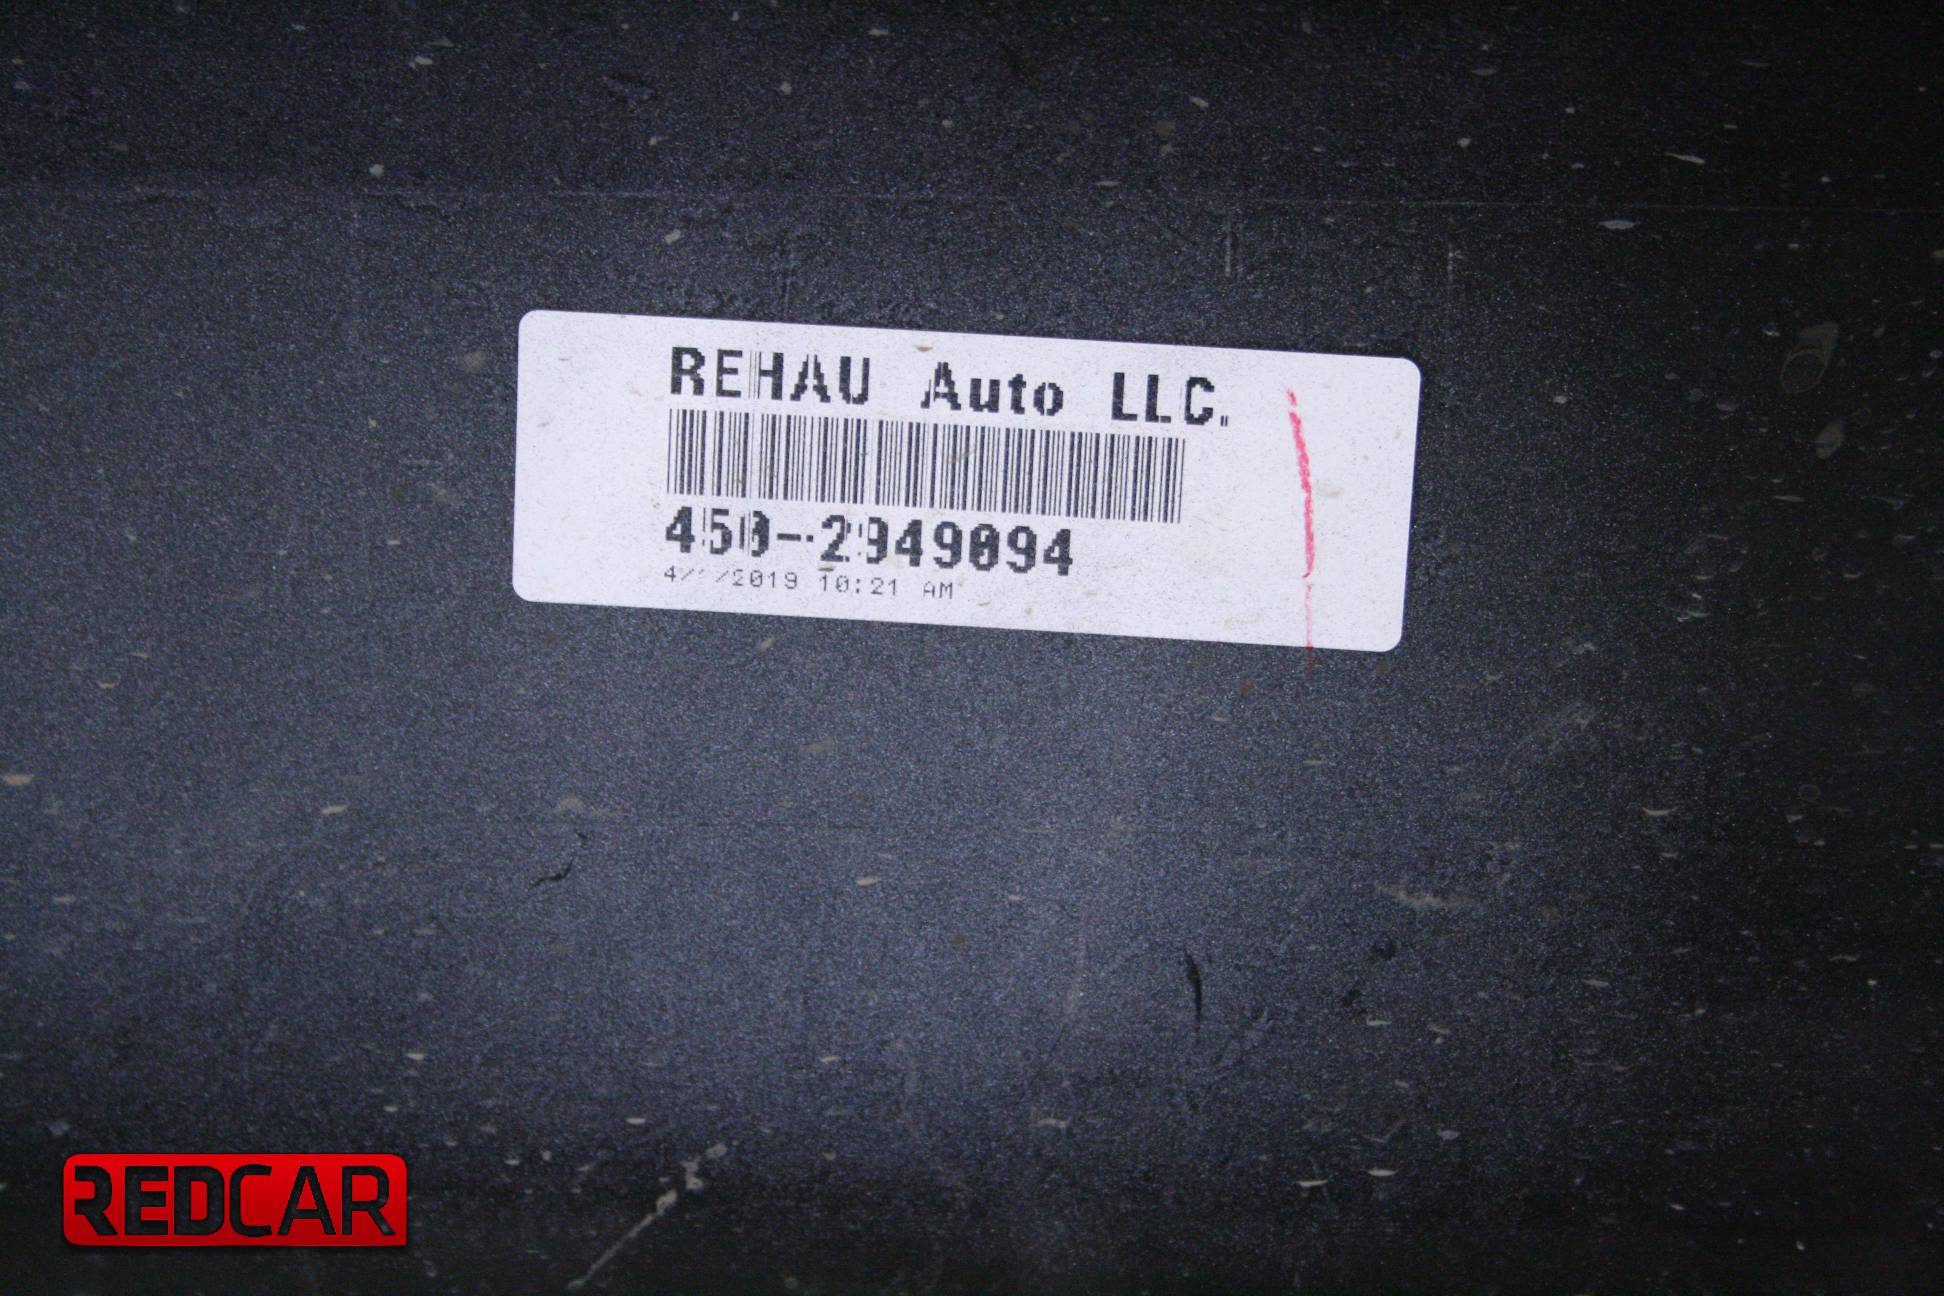 REHAU Auto LLC.
450-2949094
10:21 AM
REDCAR